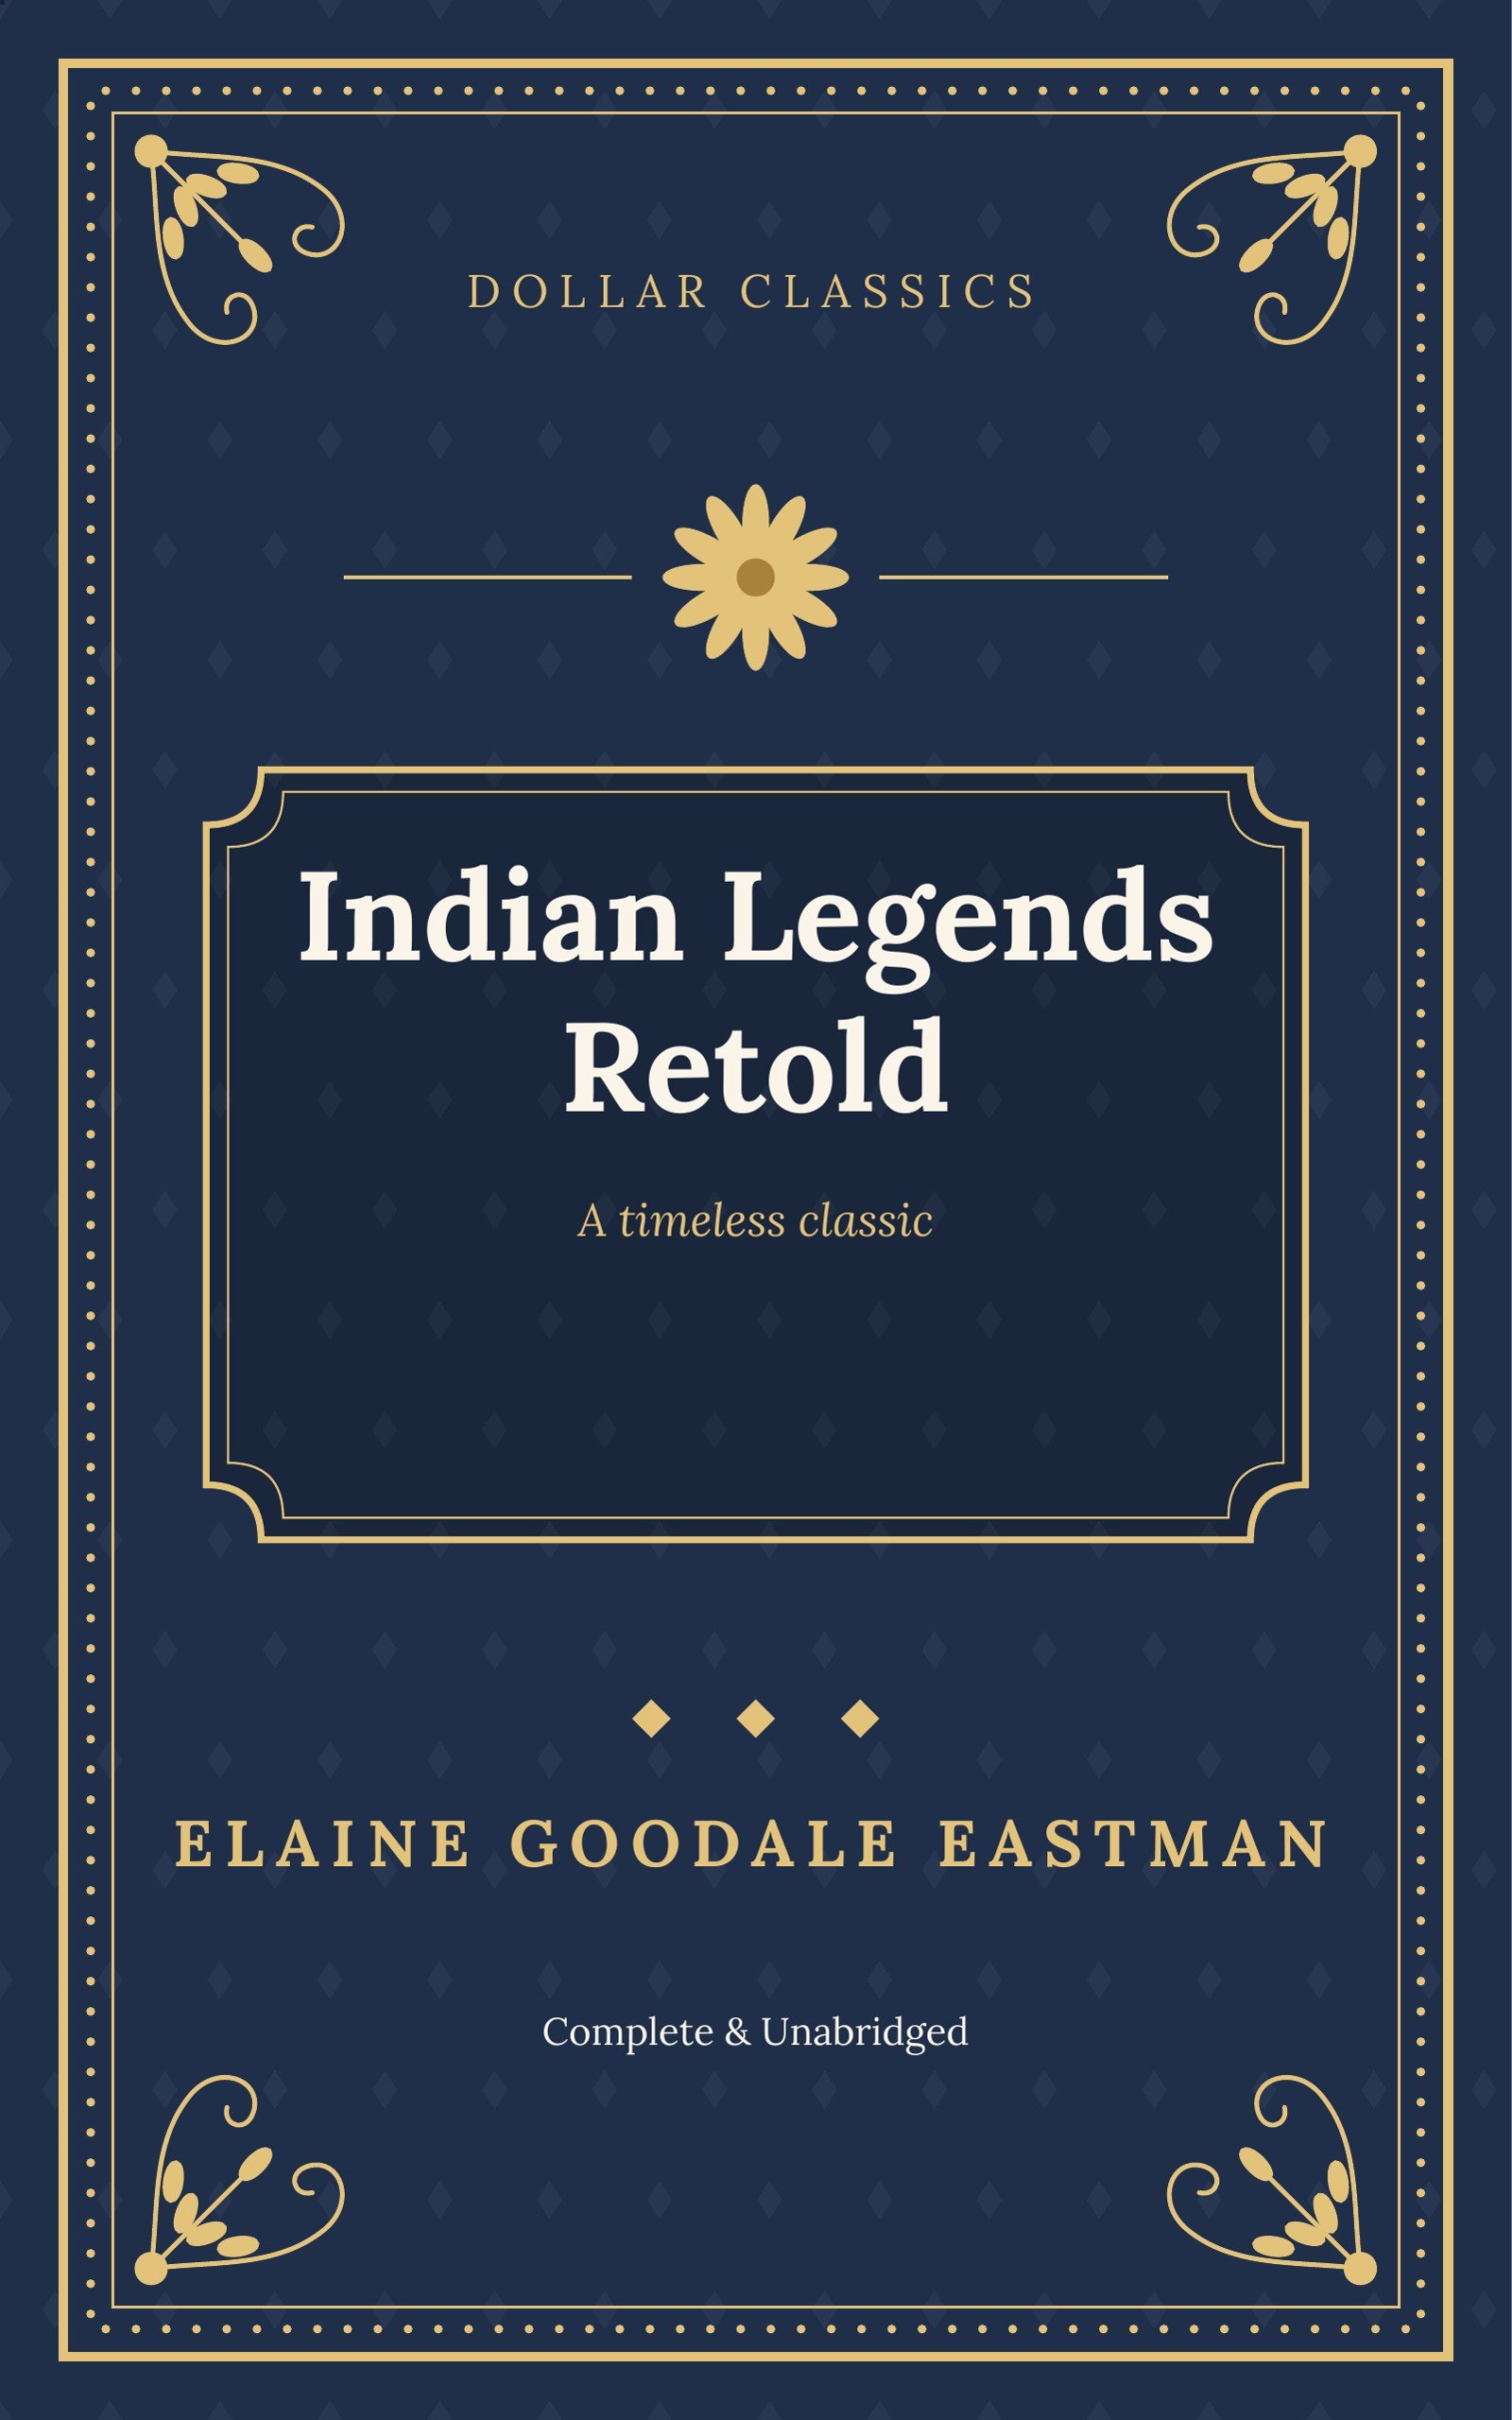 DOLLAR CLASSICS
Indian Legends
Retold
A timeless classic
ELAINE GOODALE EASTMAN
Complete & Unabridged